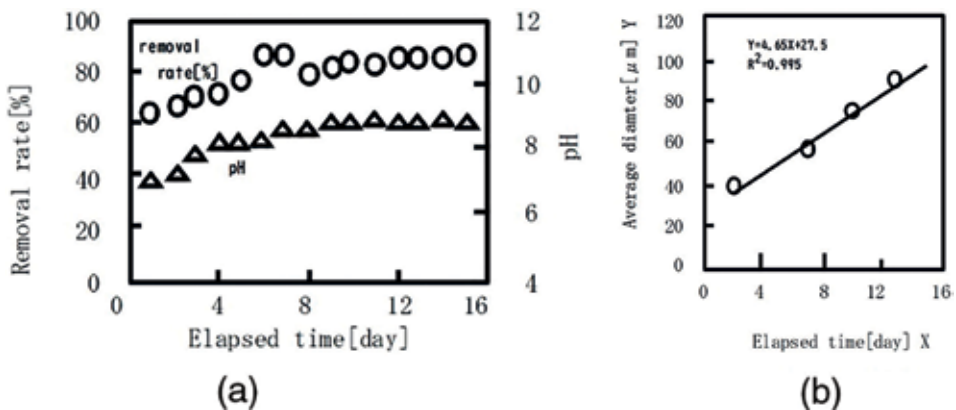 100
80
60
40
20
0
Removal rate[%]
removal
rate[%]
pH
12
10
8
6
4
pH
0
4
8
12
16
Elapsed time[day]
(a)
120
100
80
60
40
20
0
Average diamter[μm] Y
Y=4.65X+27.5
R²=0.995
0
4
8
12
16
Elapsed time[day] X
(b)